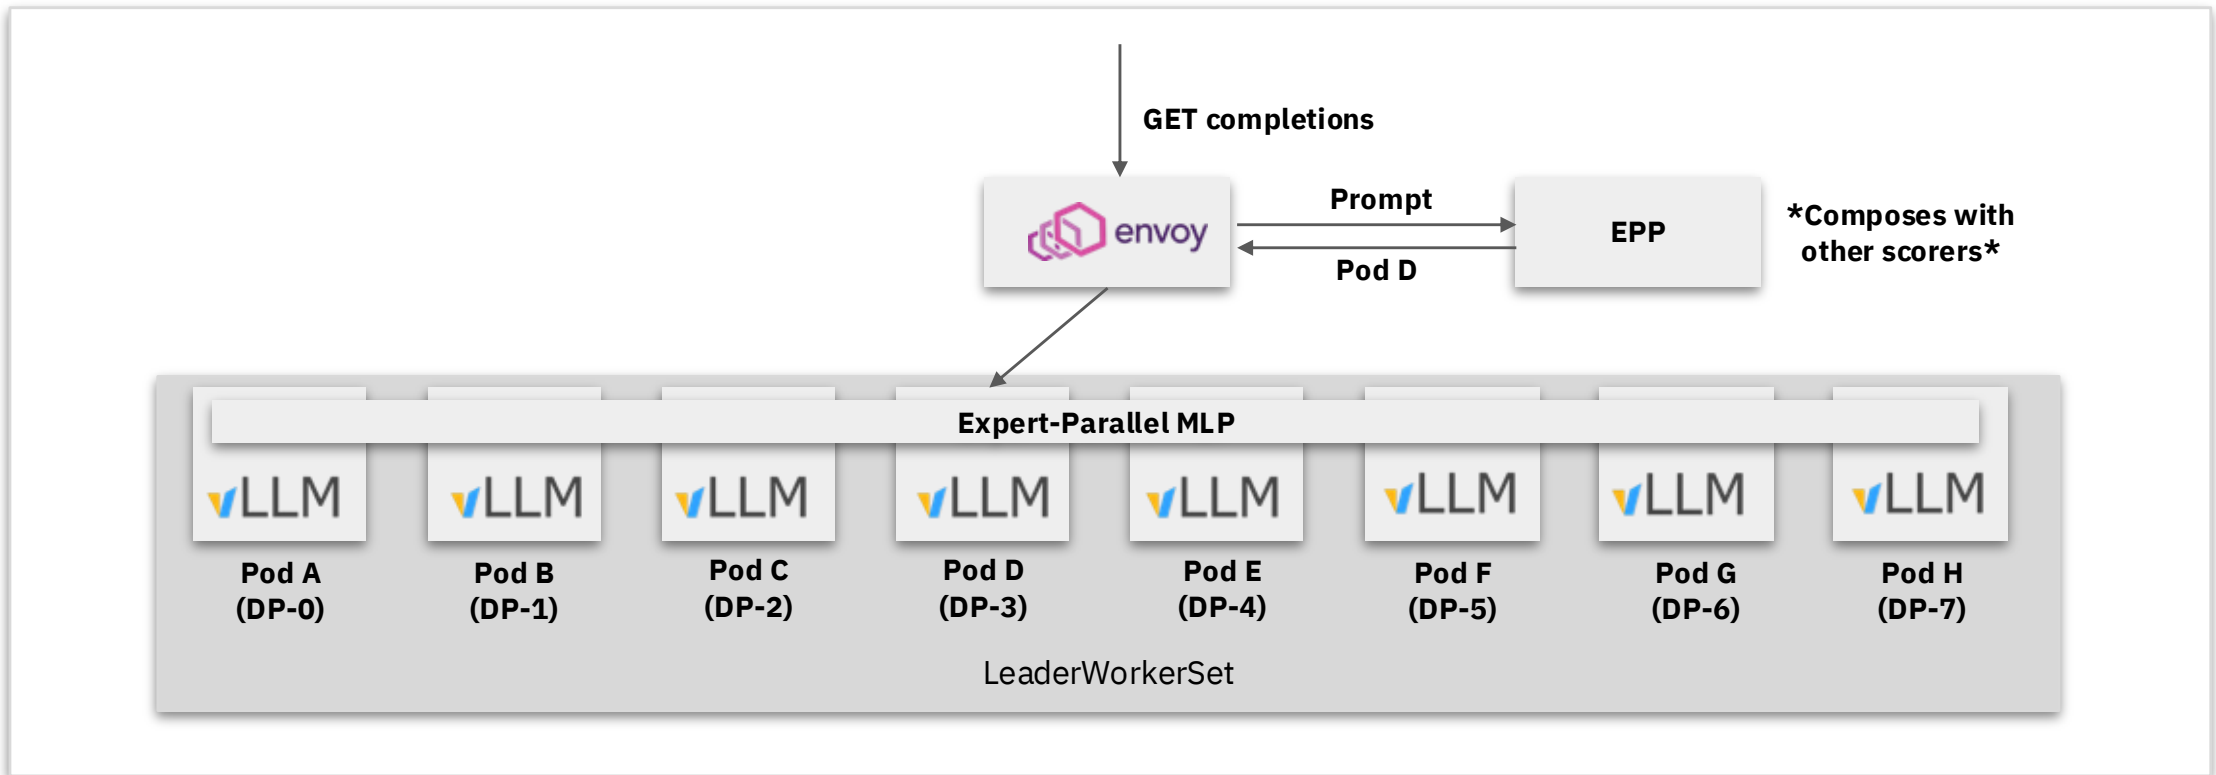 GET completions
envoy
Prompt
Pod D
EPP
*Composes with
other scorers*
Expert-Parallel MLP
vLLM
vLLM
vLLM
vLLM
vLLM
vLLM
vLLM
vLLM
Pod A
(DP-0)
Pod B
(DP-1)
Pod C
(DP-2)
Pod D
(DP-3)
Pod E
(DP-4)
Pod F
(DP-5)
Pod G
(DP-6)
Pod H
(DP-7)
LeaderWorkerSet